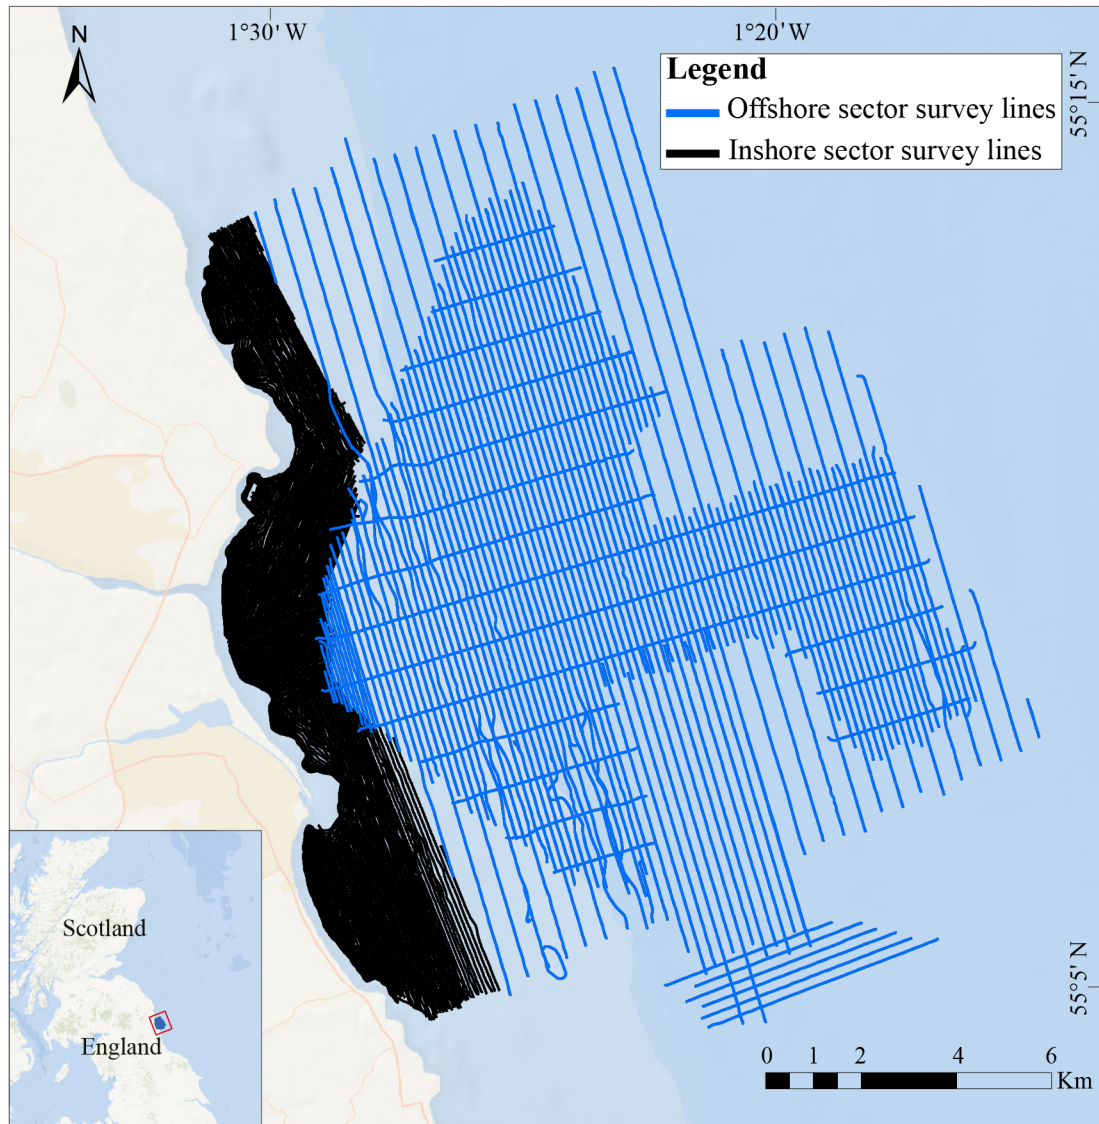 N
1°30' W
1°20' W
55°15' N
Legend
Offshore sector survey lines
Inshore sector survey lines
Scotland
England
55°5' N
0 1 2 4 6
Km